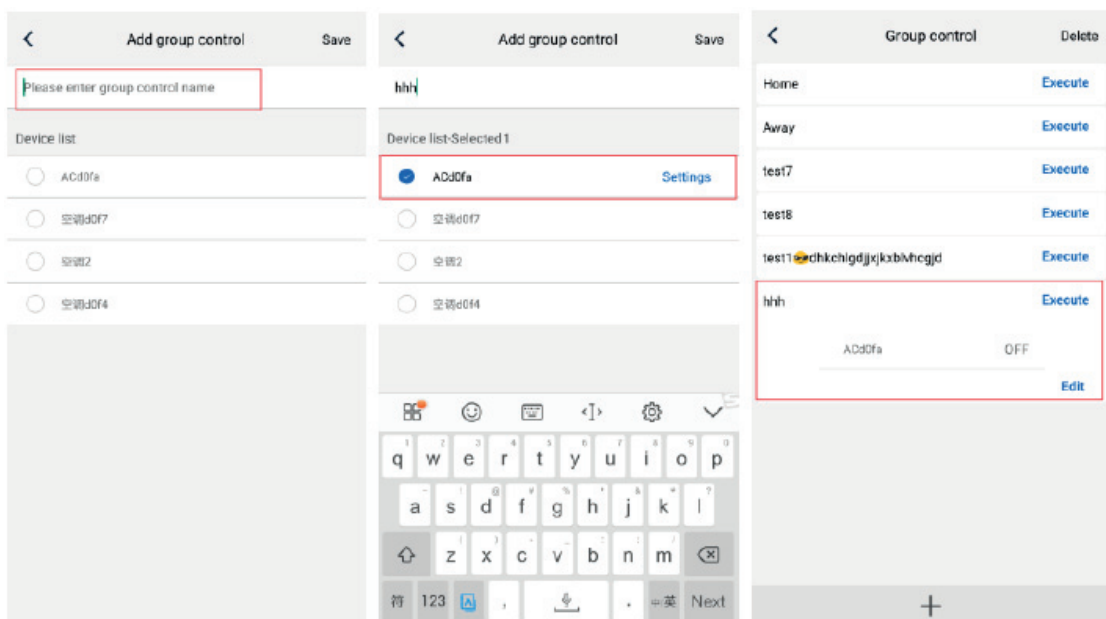 Add group control
Save
Please enter group control name
Device list
ACd0fa
空调d0f7
空调2
空调d0f4
Add group control
Save
hhh
Device list-Selected 1
ACd0fa
Settings
空调d0f7
空调2
空调d0f4
q w e r t y u i o p
a s d f g h j k l
z x c v b n m
符 123 , . 中英 Next
Group control
Delete
Home
Execute
Away
Execute
test7
Execute
test8
Execute
Execute
hhh
Execute
ACd0fa
OFF
Edit